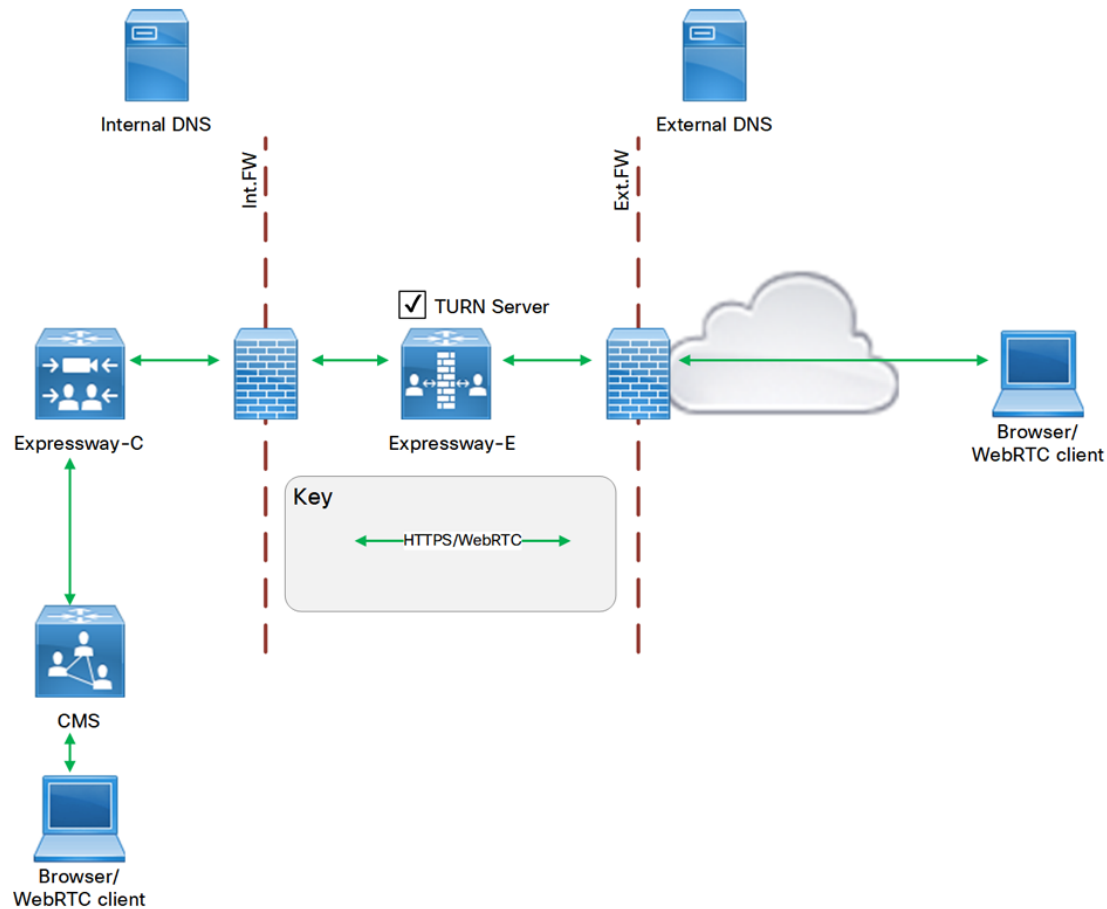 Internal DNS
External DNS
Int.FW
Ext.FW
TURN Server
Expressway-C
Expressway-E
Browser/
WebRTC client
Key
HTTPS/WebRTC
CMS
Browser/
WebRTC client